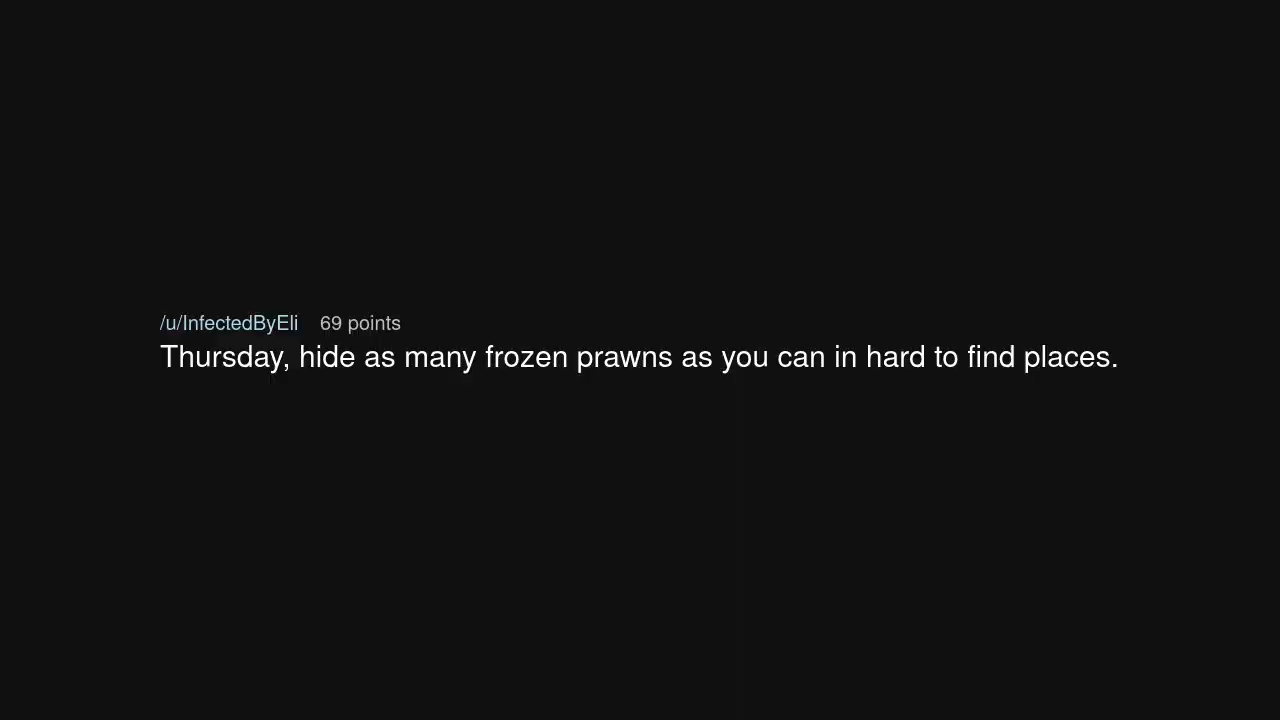 /u/InfectedByEli 69 points
Thursday, hide as many frozen prawns as you can in hard to find places.